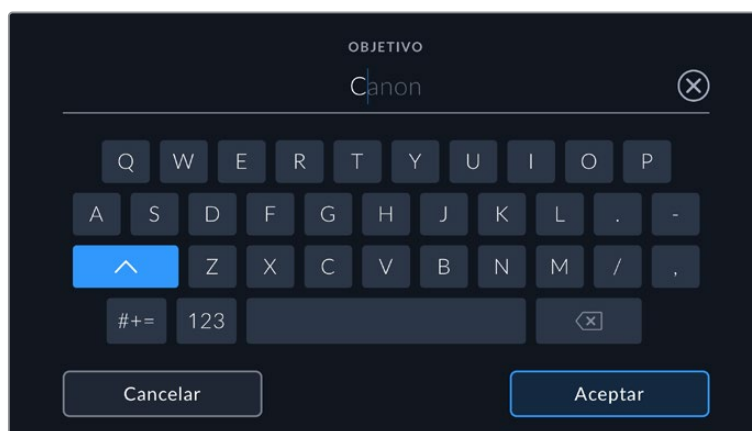 OBJETIVO
Canon
Q W E R T Y U I O P
A S D F G H J K L . -
Z X C V B N M / ,
#+= 123
Cancelar Aceptar